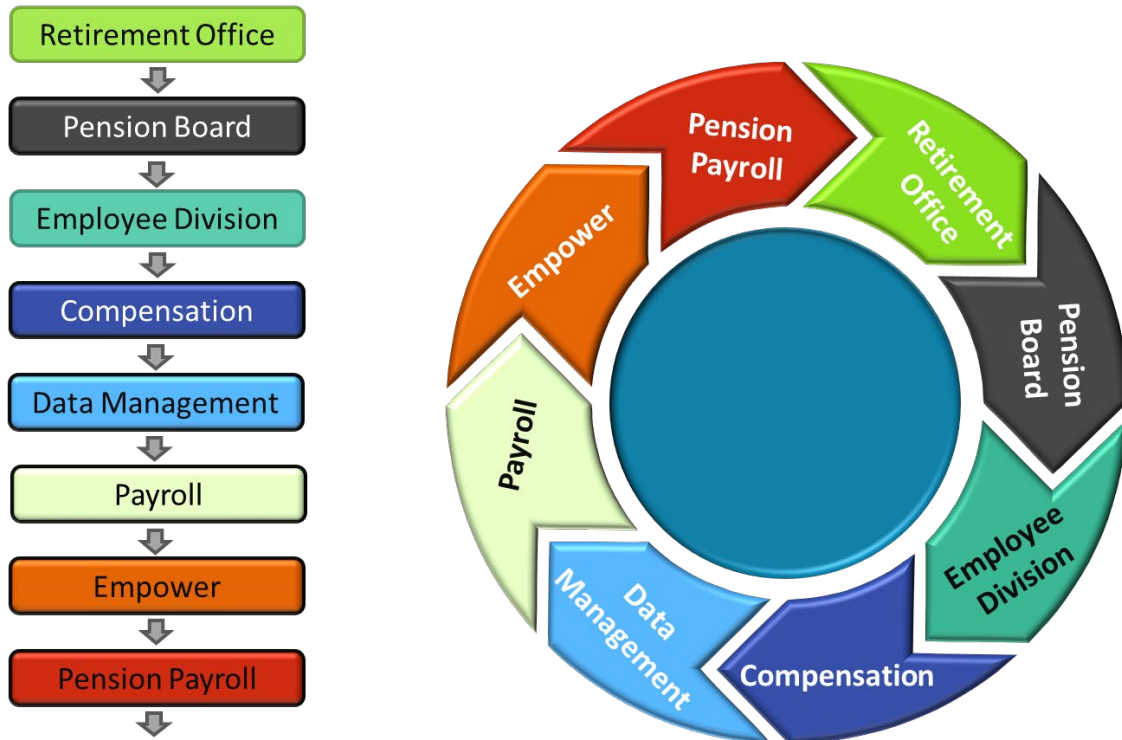 Retirement Office
Pension Board
Employee Division
Compensation
Data Management
Payroll
Empower
Pension Payroll
Pension
Payroll
Retirement
Office
Pension
Board
Employee
Division
Compensation
Data
Management
Payroll
Empower